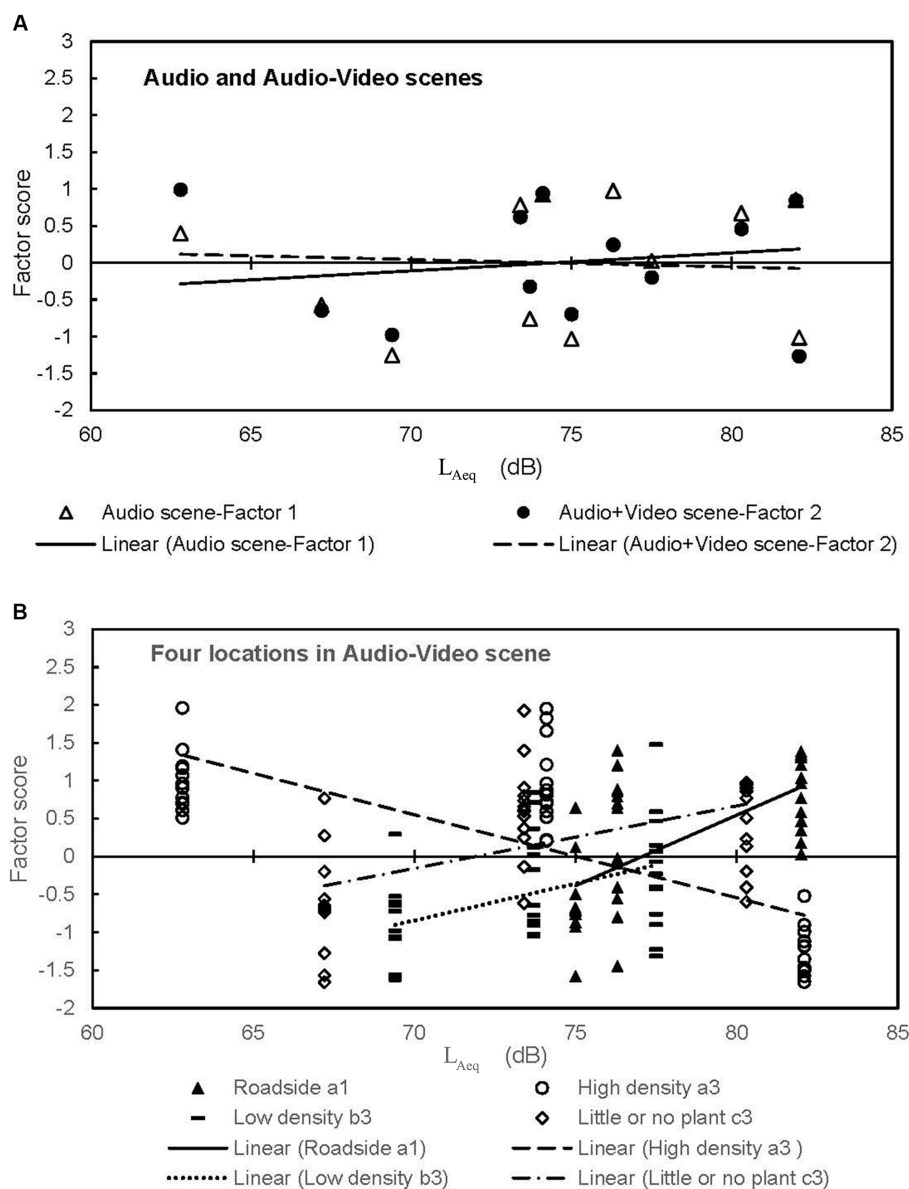 A
3
2.5
2
1.5
1
0.5
0
-0.5
-1
-1.5
-2
Factor score
Audio and Audio-Video scenes
60 65 70 75 80 85
LAeq (dB)
Audio scene-Factor 1 Audio+Video scene-Factor 2
Linear (Audio scene-Factor 1) Linear (Audio+Video scene-Factor 2)
B
3
2.5
2
1.5
1
0.5
0
-0.5
-1
-1.5
-2
Factor score
Four locations in Audio-Video scene
60 65 70 75 80 85
LAeq (dB)
Roadside a1 High density a3
Low density b3 Little or no plant c3
Linear (Roadside a1) Linear (High density a3 )
Linear (Low density b3) Linear (Little or no plant c3)